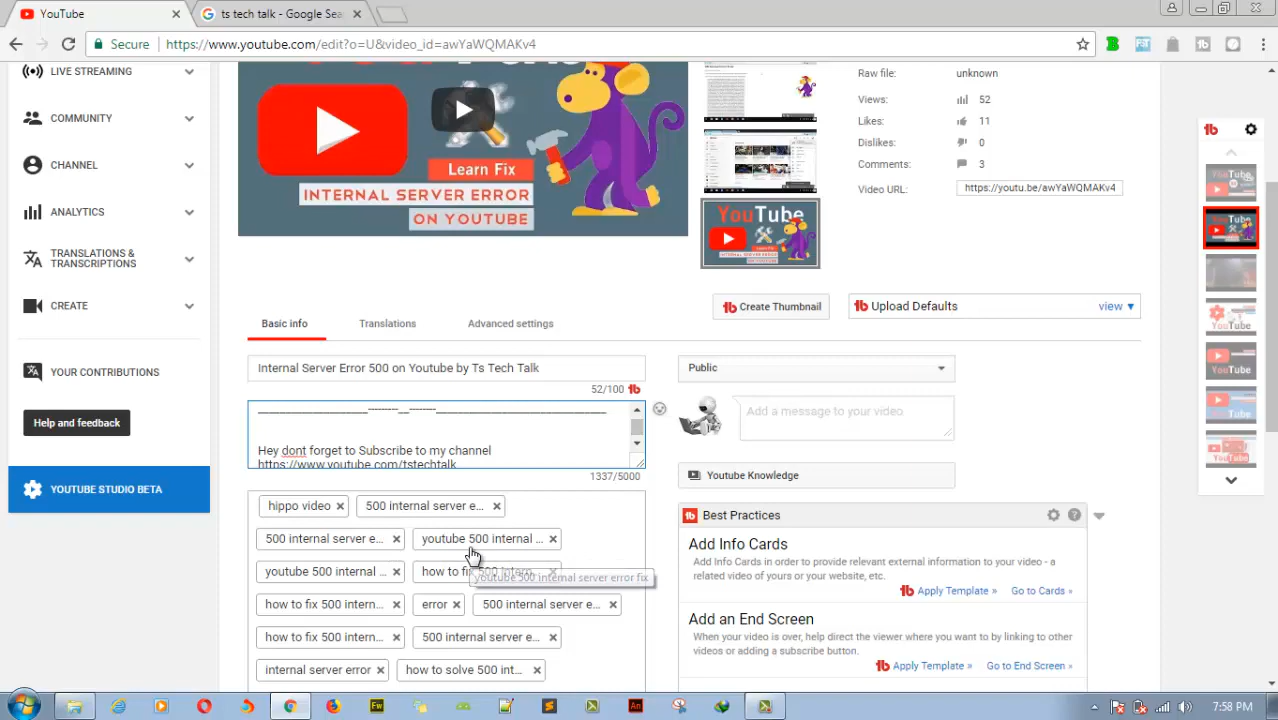 YouTube
ts tech talk - Google Sea
Secure
https://www.youtube.com/edit?o=U&video_id=awYaWQMAKv4
LIVE STREAMING
COMMUNITY
CHANNEL
ANALYTICS
TRANSLATIONS &
TRANSCRIPTIONS
CREATE
YOUR CONTRIBUTIONS
Help and feedback
YOUTUBE STUDIO BETA
Learn Fix
INTERNAL SERVER ERROR
ON YOUTUBE
YouTube
Learn Fix
INTERNAL SERVER ERROR
ON YOUTUBE
Raw file: unknown
Views: 52
Likes: 11
Dislikes: 0
Comments: 3
Video URL: https://youtu.be/awYaWQMAKv4
Create Thumbnail
Upload Defaults
view ▼
Basic info
Translations
Advanced settings
Internal Server Error 500 on Youtube by Ts Tech Talk
52/100
Hey dont forget to Subscribe to my channel
https://www.youtube.com/tstechtalk
1337/5000
hippo video
500 internal server e...
500 internal server e...
youtube 500 internal ...
youtube 500 internal ...
youtube 500 internal server error fix
how to fix 500 intern...
error
500 internal server e...
how to fix 500 intern...
500 internal server e...
internal server error
how to solve 500 int...
Public
Add a message to your video
Youtube Knowledge
Best Practices
Add Info Cards
Add Info Cards in order to provide relevant external information to your video - a
related video of yours or your website, etc.
Apply Template »
Go to Cards »
Add an End Screen
When your video is over, help direct the viewer where you want to by linking to other
videos or adding a subscribe button.
Apply Template »
Go to End Screen »
YouTube
YouTube
7:58 PM